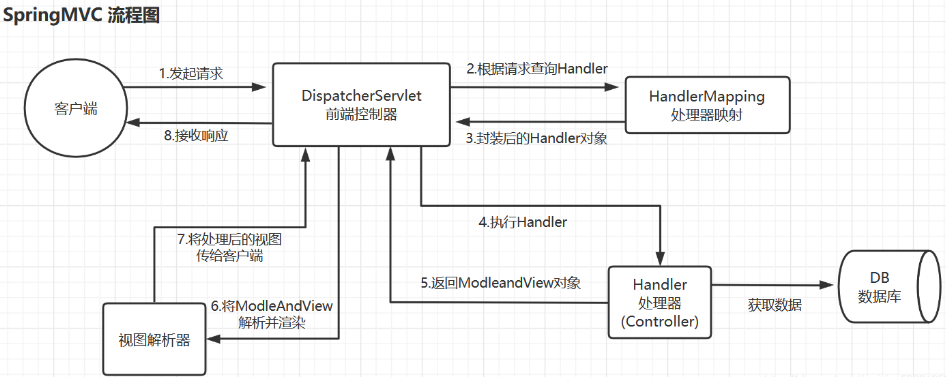 SpringMVC 流程图
1.发起请求
2.根据请求查询Handler
客户端
DispatcherServlet
前端控制器
HandlerMapping
处理器映射
8.接收响应
3.封装后的Handler对象
4.执行Handler
7.将处理后的视图
传给客户端
5.返回ModleandView对象
Handler
处理器
(Controller)
获取数据
DB
数据库
6.将ModleAndView
解析并渲染
视图解析器